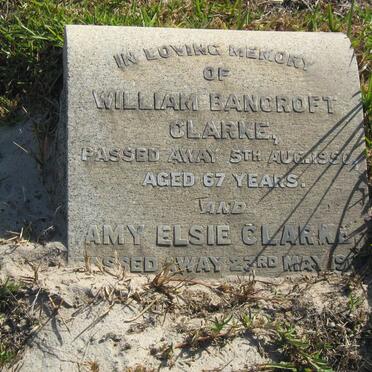 IN LOVING MEMORY
OF
WILLIAM BANCROFT
CLARKE,
PASSED AWAY 5TH AUG.
AGED 67 YEARS.
AND
AMY ELSIE CLARKE
PASSED AWAY 23RD MAY